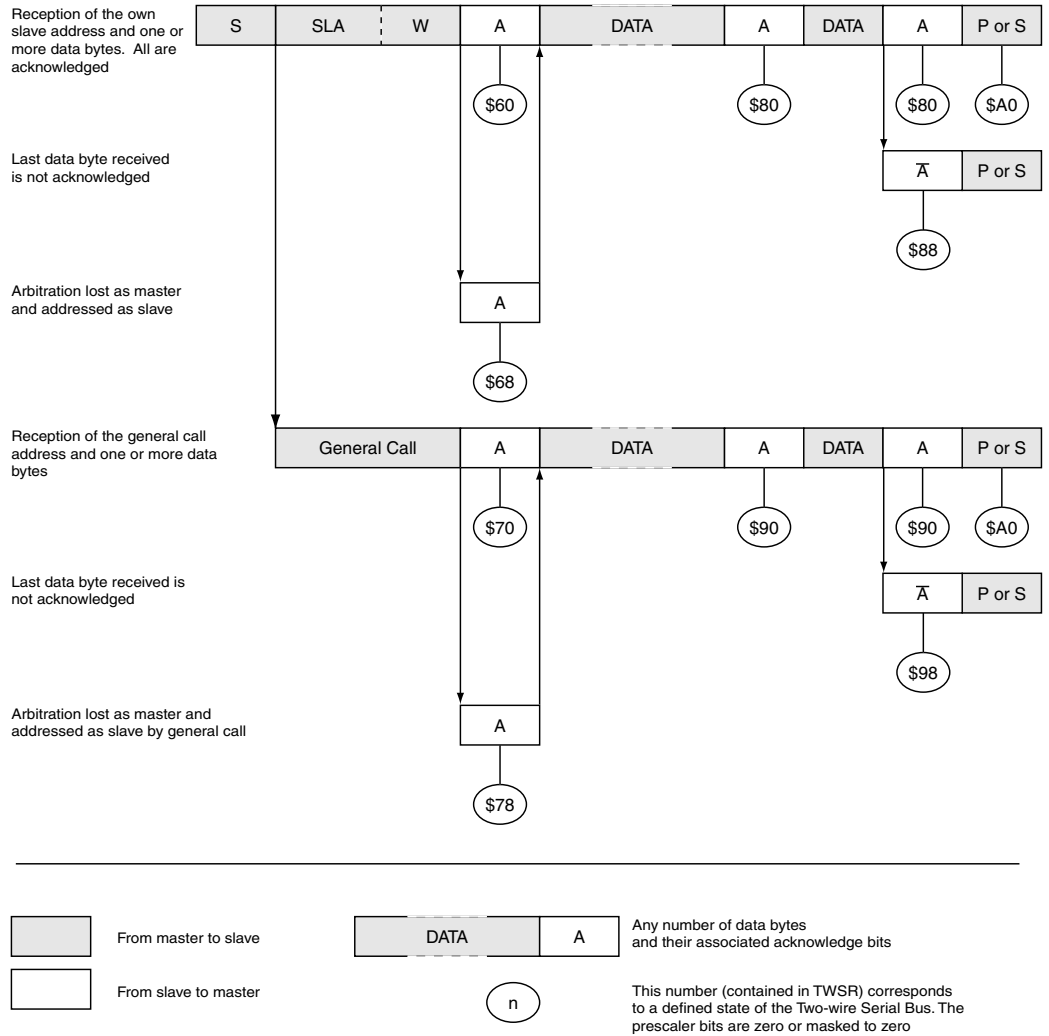 Reception of the own
slave address and one or
more data bytes. All are
acknowledged
S SLA W A DATA A DATA A P or S
$60 $80 $80 $A0
Last data byte received
is not acknowledged
A̅ P or S
$88
Arbitration lost as master
and addressed as slave
A
$68
Reception of the general call
address and one or more data
bytes
General Call A DATA A DATA A P or S
$70 $90 $90 $A0
Last data byte received is
not acknowledged
A̅ P or S
$98
Arbitration lost as master and
addressed as slave by general call
A
$78
From master to slave
From slave to master
DATA A
Any number of data bytes
and their associated acknowledge bits
n
This number (contained in TWSR) corresponds
to a defined state of the Two-wire Serial Bus. The
prescaler bits are zero or masked to zero